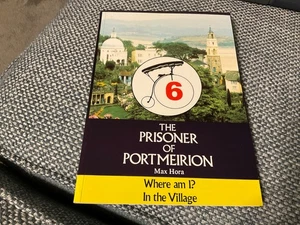 6
THE
PRISONER
OF
PORTMEIRION
Max Hora
Where am I?
In the Village